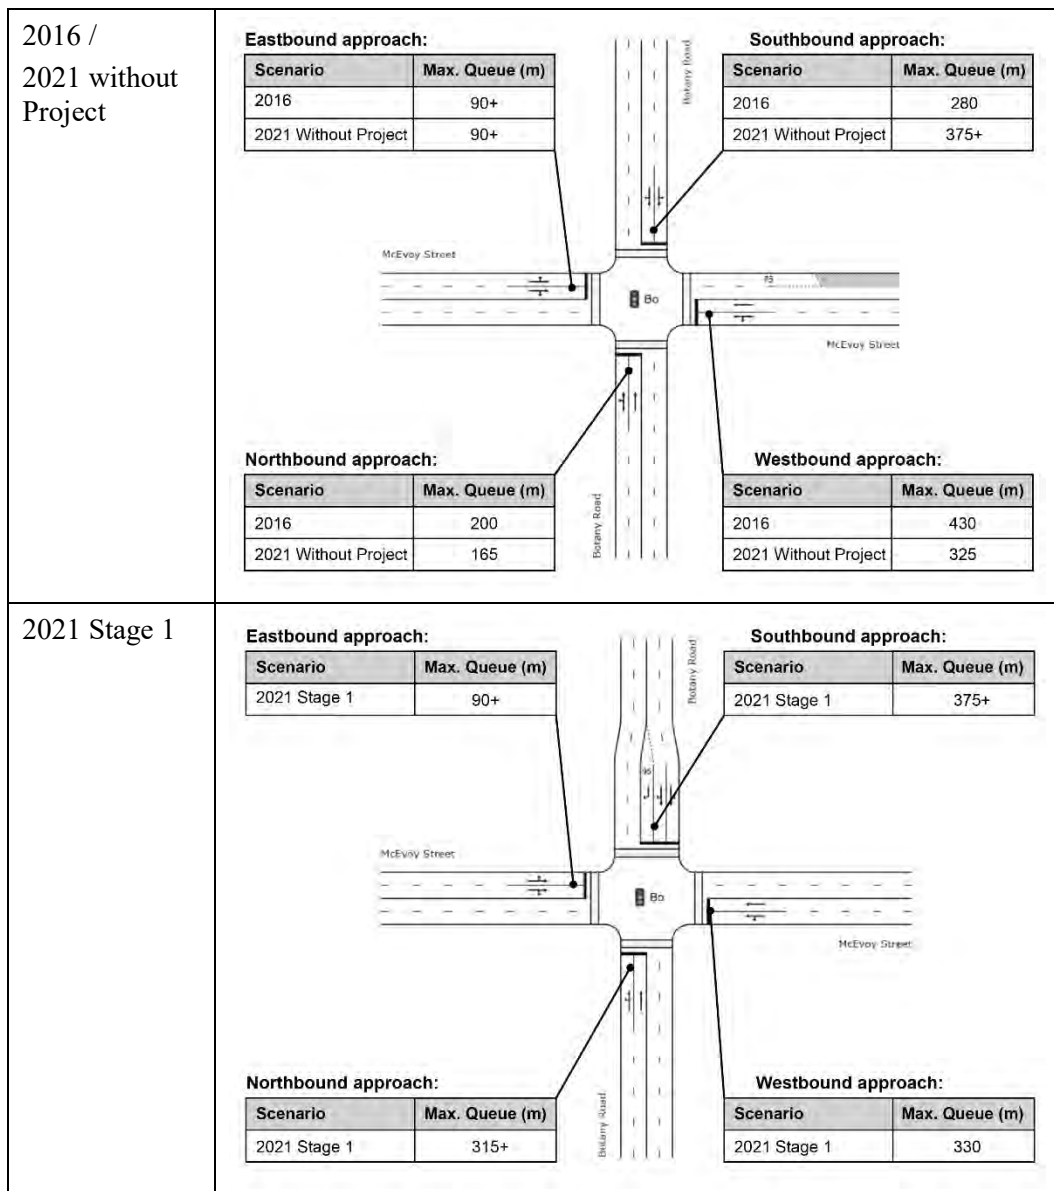 2016 /
2021 without
Project
Eastbound approach:
Scenario Max. Queue (m)
2016 90+
2021 Without Project 90+
Southbound approach:
Scenario Max. Queue (m)
2016 280
2021 Without Project 375+
Botany Road
McEvoy Street
75
Bo
McEvoy Street
Northbound approach:
Scenario Max. Queue (m)
2016 200
2021 Without Project 165
Botany Road
Westbound approach:
Scenario Max. Queue (m)
2016 430
2021 Without Project 325
2021 Stage 1
Eastbound approach:
Scenario Max. Queue (m)
2021 Stage 1 90+
Southbound approach:
Scenario Max. Queue (m)
2021 Stage 1 375+
Botany Road
McEvoy Street
Bo
McEvoy Street
Northbound approach:
Scenario Max. Queue (m)
2021 Stage 1 315+
Botany Road
Westbound approach:
Scenario Max. Queue (m)
2021 Stage 1 330